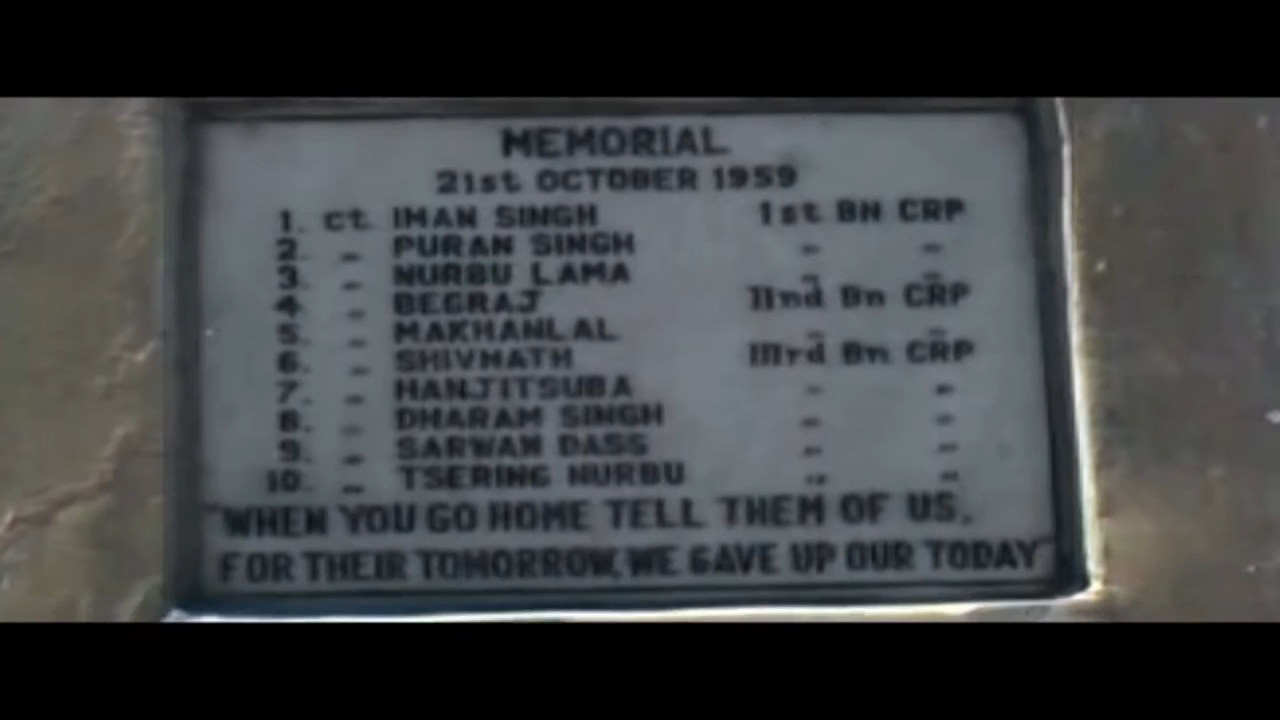 MEMORIAL
21st OCTOBER 1959
1. ct. IMAN SINGH 1st BN CRP
2. " PURAN SINGH " "
3. " NURBU LAMA " "
4 " BEGRAJ IInd Bn CRP
5. " MAKHANLAL " "
6. " SHIVNATH IIIrd Bn CRP
7. " HANJITSUBA " "
8. " DHARAM SINGH " "
9. " SARWAN DASS " "
10. " TSERING NURBU " "
"WHEN YOU GO HOME TELL THEM OF US,
FOR THEIR TOMORROW, WE GAVE UP OUR TODAY"